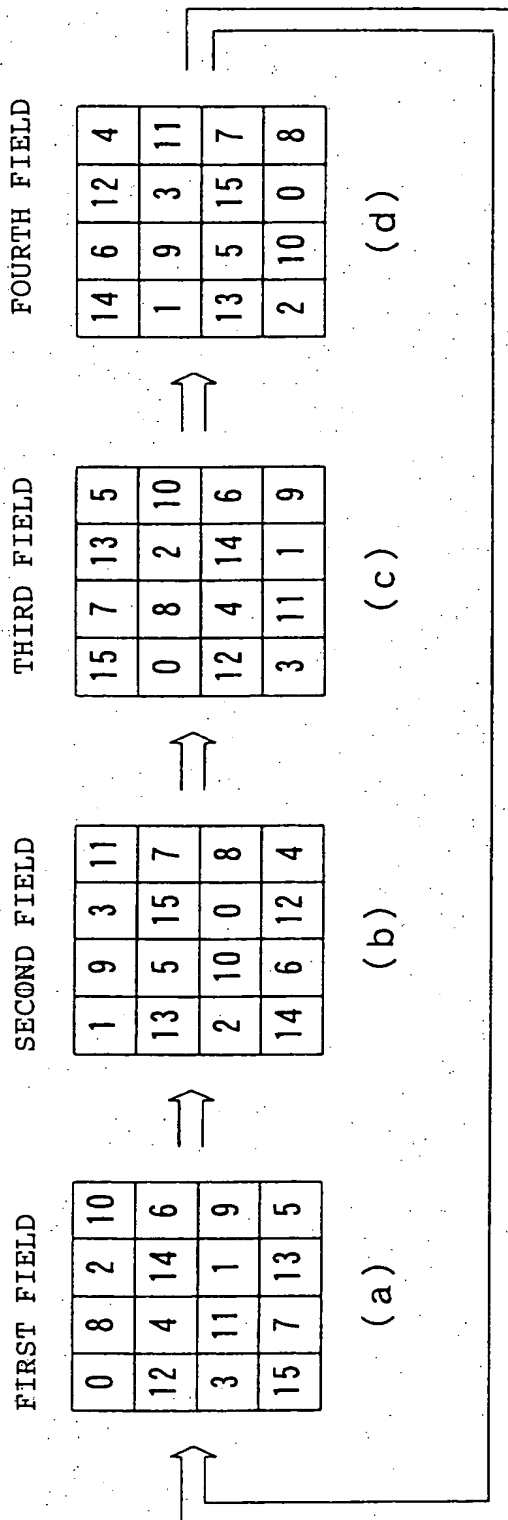 FIRST FIELD
0 8 2 10
12 4 14 6
3 11 1 9
15 7 13 5
(a)
SECOND FIELD
1 9 3 11
13 5 15 7
2 10 0 8
14 6 12 4
(b)
THIRD FIELD
15 7 13 5
0 8 2 10
12 4 14 6
3 11 1 9
(c)
FOURTH FIELD
14 6 12 4
1 9 3 11
13 5 15 7
2 10 0 8
(d)